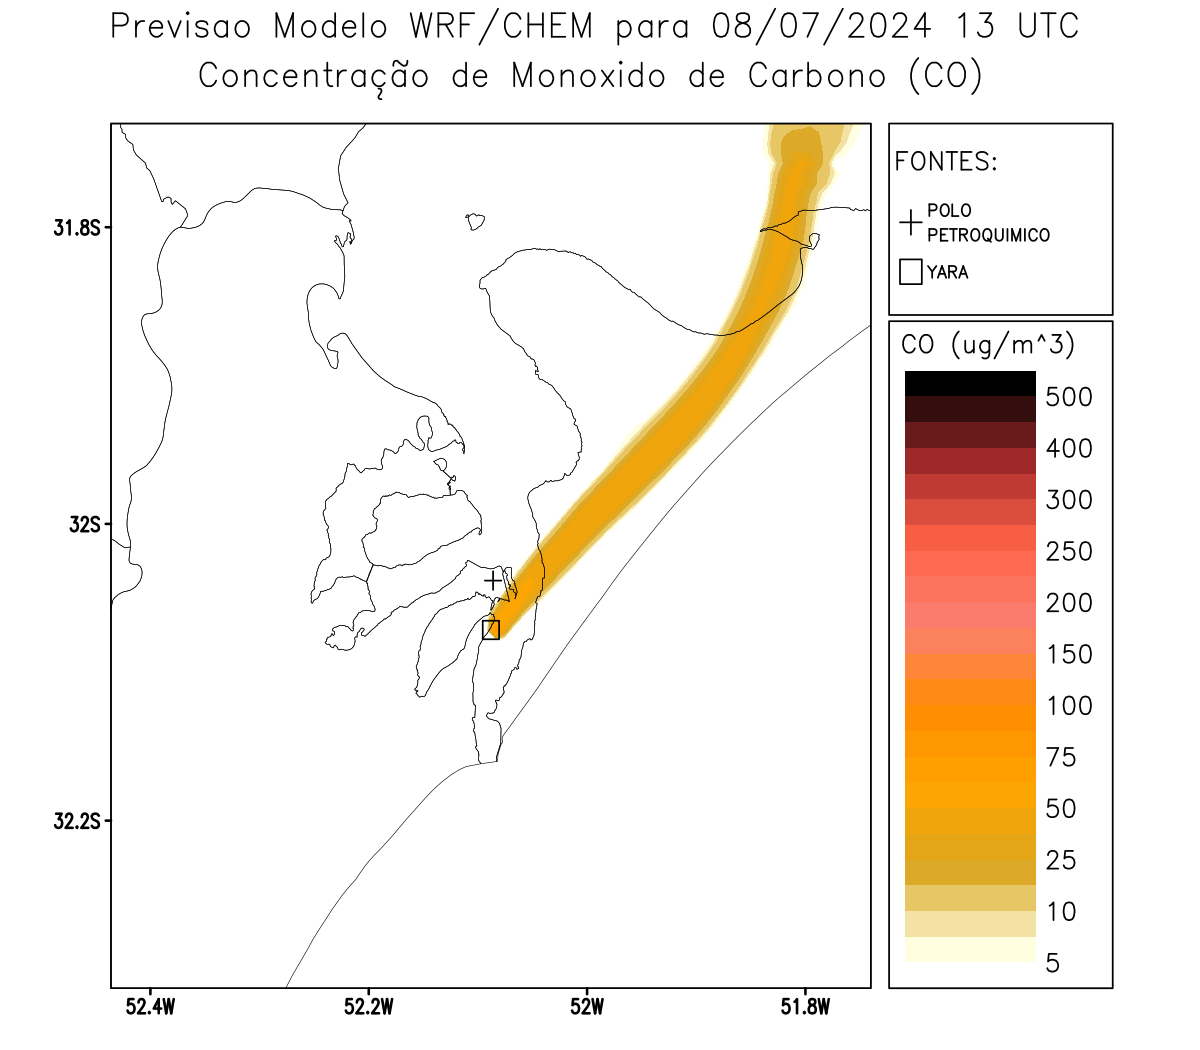 Previsao Modelo WRF/CHEM para 08/07/2024 13 UTC
Concentração de Monoxido de Carbono (CO)
FONTES:
POLO
PETROQUIMICO
YARA
CO (ug/m^3)
500
400
300
250
200
150
100
75
50
25
10
5
31.8S
32S
32.2S
52.4W
52.2W
52W
51.8W